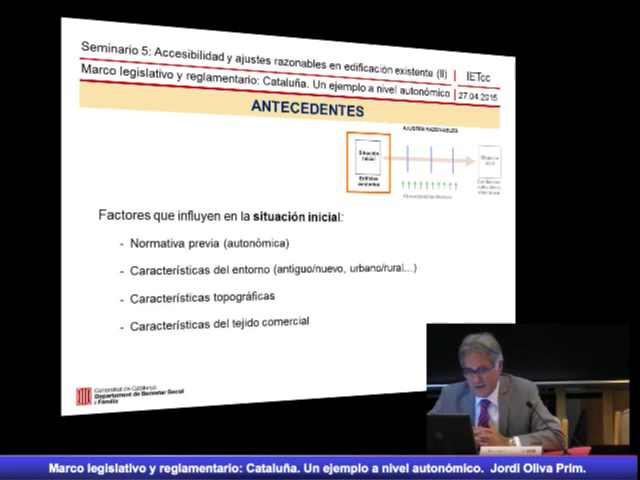 Seminario 5: Accesibilidad y ajustes razonables en edificación existente (II)
IETcc
Marco legislativo y reglamentario: Cataluña. Un ejemplo a nivel autonómico
27.04.2015
ANTECEDENTES
AJUSTES RAZONABLES
Situación
inicial
Situación
Edificios
existentes
Factores que influyen en la situación inicial:
- Normativa previa (autonómica)
- Características del entorno (antiguo/nuevo, urbano/rural...)
- Características topográficas
- Características del tejido comercial
Generalitat de Catalunya
Departament de Benestar Social
i Família
Marco legislativo y reglamentario: Cataluña. Un ejemplo a nivel autonómico. Jordi Oliva Prim.